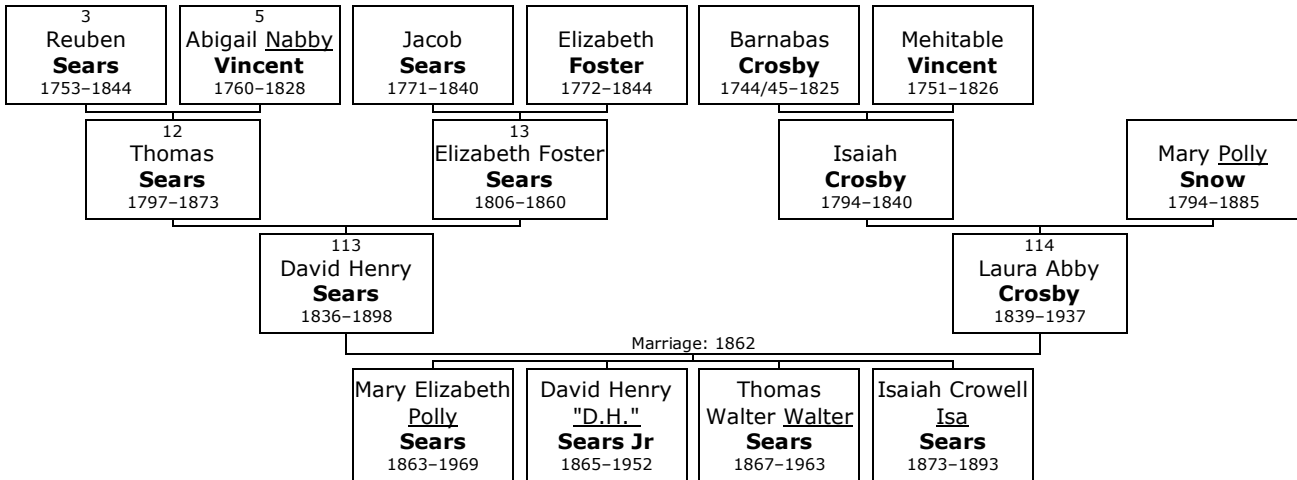 3
Reuben
Sears
1753–1844
5
Abigail Nabby
Vincent
1760–1828
Jacob
Sears
1771–1840
Elizabeth
Foster
1772–1844
Barnabas
Crosby
1744/45–1825
Mehitable
Vincent
1751–1826
12
Thomas
Sears
1797–1873
13
Elizabeth Foster
Sears
1806–1860
Isaiah
Crosby
1794–1840
Mary Polly
Snow
1794–1885
113
David Henry
Sears
1836–1898
114
Laura Abby
Crosby
1839–1937
Marriage: 1862
Mary Elizabeth
Polly
Sears
1863–1969
David Henry
"D.H."
Sears Jr
1865–1952
Thomas
Walter Walter
Sears
1867–1963
Isaiah Crowell
Isa
Sears
1873–1893